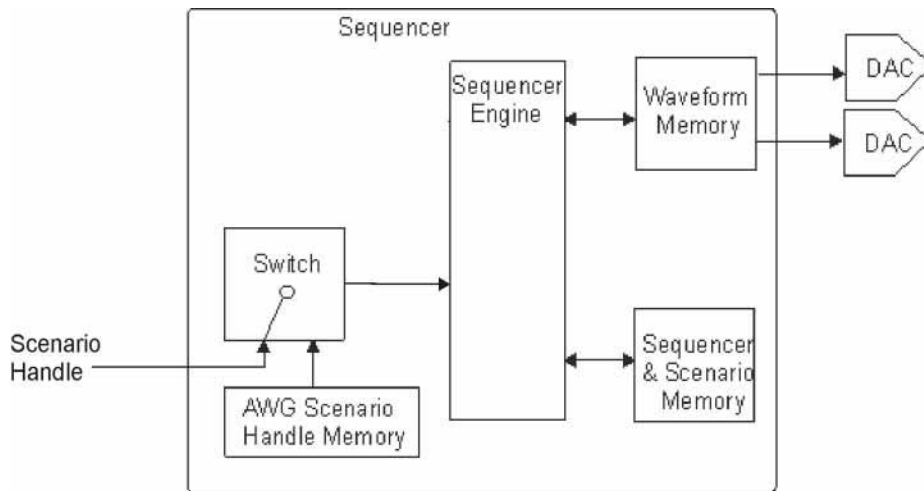 Sequencer
Sequencer
Engine
Waveform
Memory
DAC
DAC
Switch
Scenario
Handle
AWG Scenario
Handle Memory
Sequencer
& Scenario
Memory